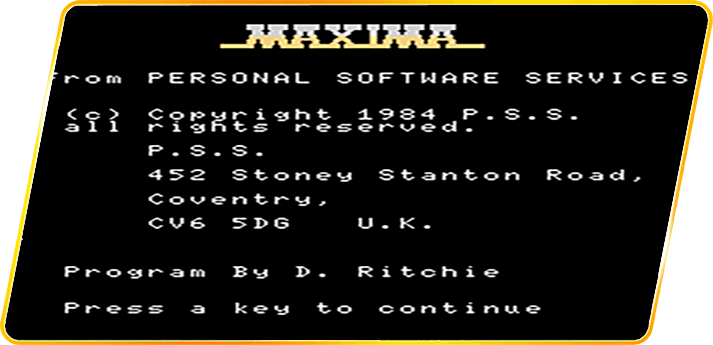 MAXIMA
from PERSONAL SOFTWARE SERVICES
(c) Copyright 1984 P.S.S.
all rights reserved.
P.S.S.
452 Stoney Stanton Road,
Coventry,
CV6 5DG U.K.
Program By D. Ritchie
Press a key to continue